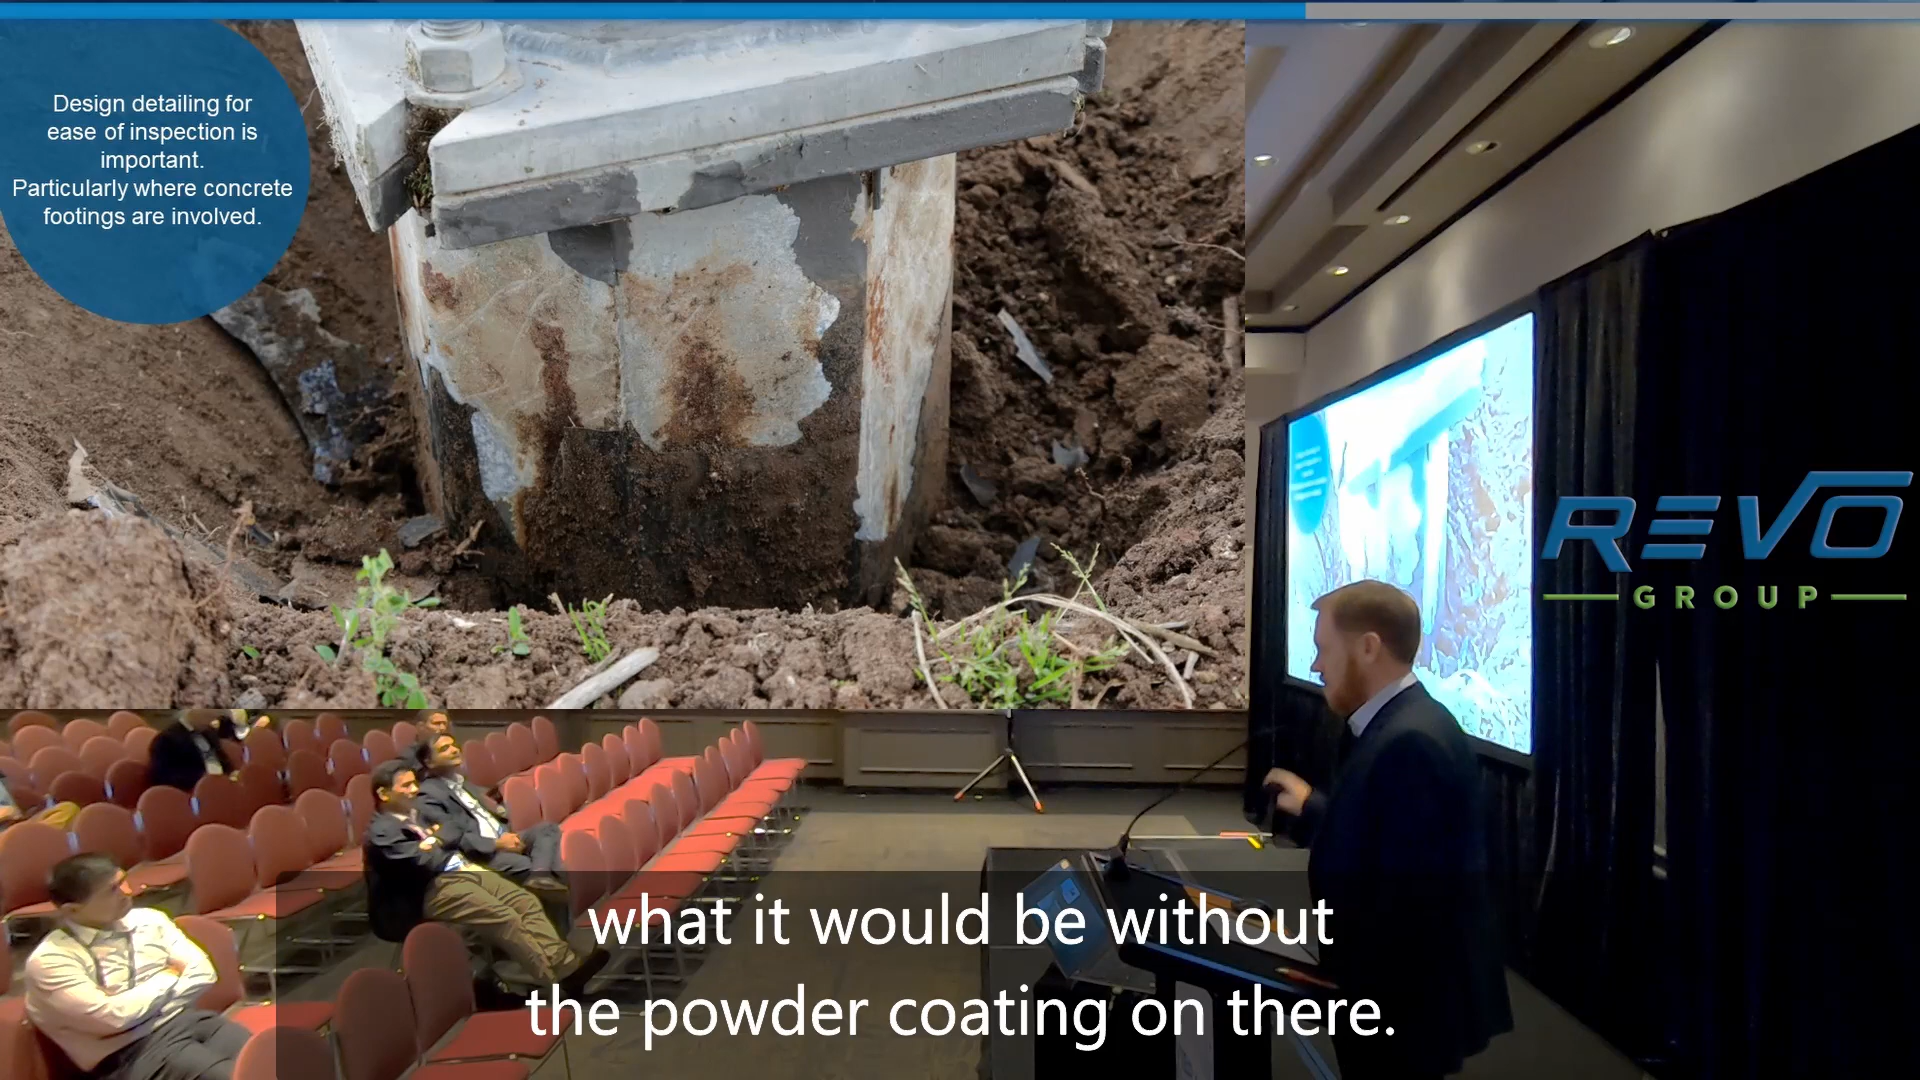 Design detailing for
ease of inspection is
important.
Particularly where concrete
footings are involved.
REVO
GROUP
what it would be without
the powder coating on there.